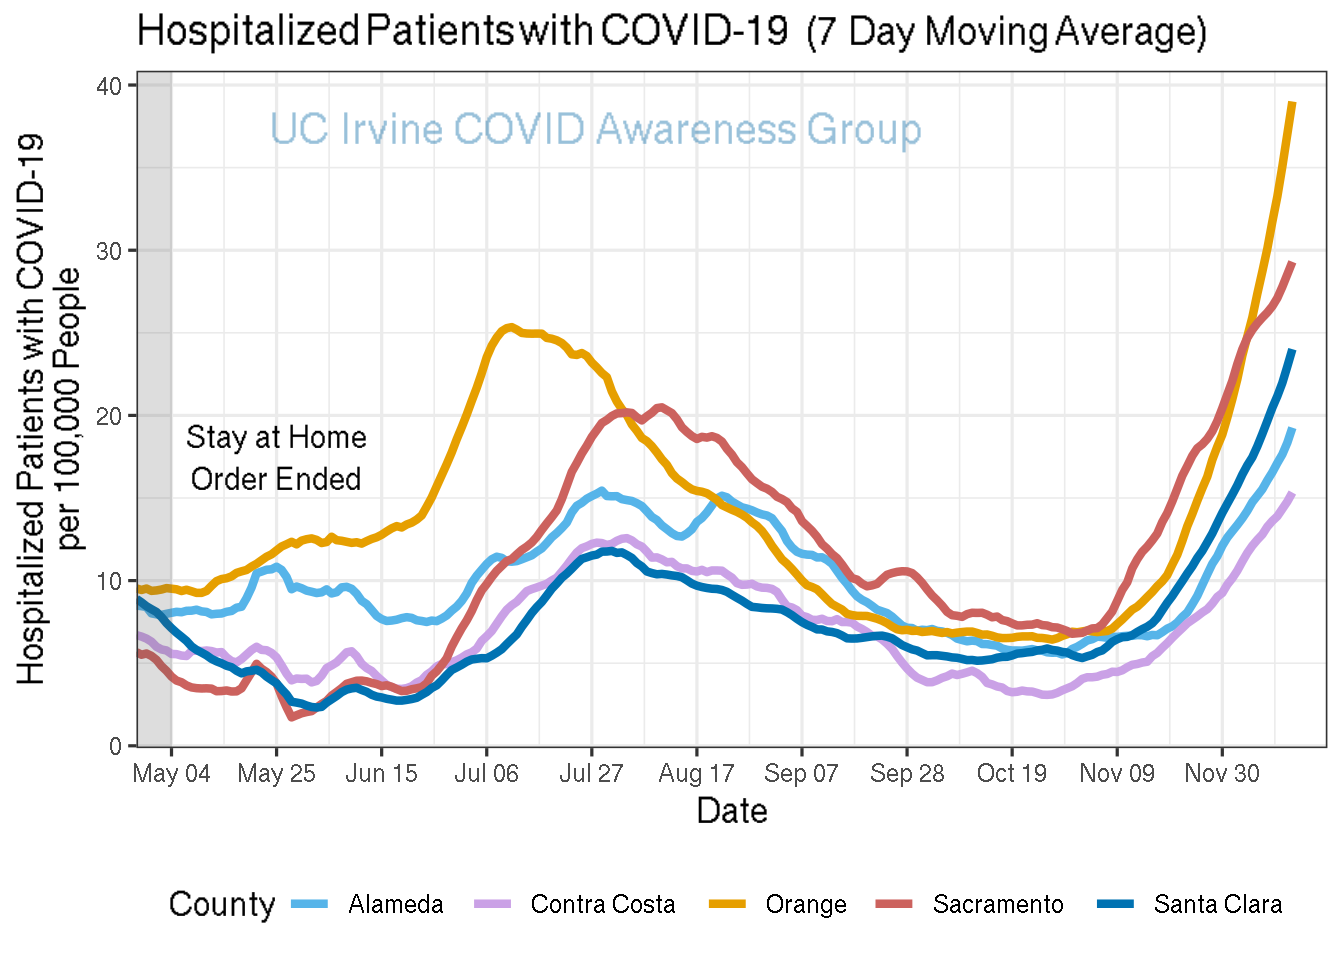 Hospitalized Patients with COVID-19 (7 Day Moving Average)
UC Irvine COVID Awareness Group
Hospitalized Patients with COVID-19
per 100,000 People
40
30
20
10
0
Stay at Home
Order Ended
May 04 May 25 Jun 15 Jul 06 Jul 27 Aug 17 Sep 07 Sep 28 Oct 19 Nov 09 Nov 30
Date
County Alameda Contra Costa Orange Sacramento Santa Clara